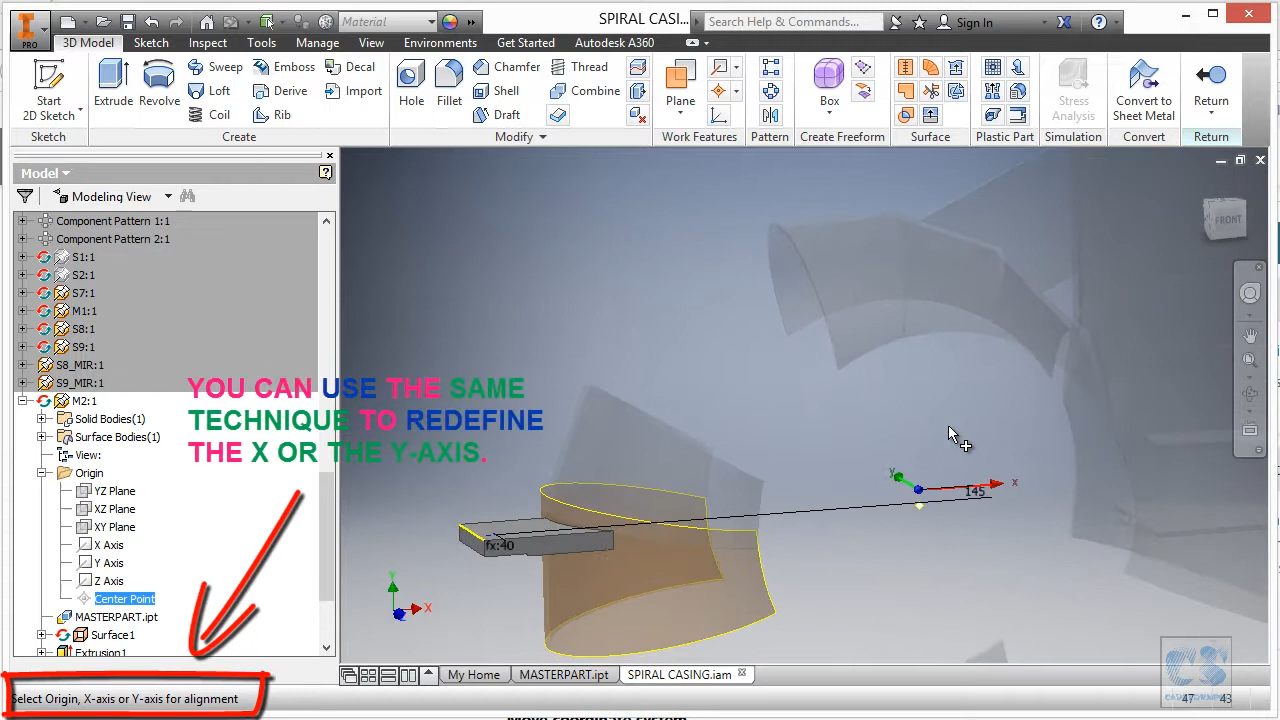 PRO
Material
SPIRAL CASING...
Search Help & Commands...
Sign In
3D Model
Sketch
Inspect
Tools
Manage
View
Environments
Get Started
Autodesk A360
Start
2D Sketch
Extrude
Revolve
Sweep
Emboss
Decal
Loft
Derive
Impo
Coil
Rib
Hole
Fillet
Chamfer
Thread
Shell
Combine
Draft
Plane
Box
Stress
Analysis
Convert to
Sheet Metal
Return
Sketch
Create
Modify
Work Features
Pattern
Create Freeform
Surface
Plastic Part
Simulation
Convert
Return
Model
Modeling View
Component Pattern 1:1
Component Pattern 2:1
S1:1
S2:1
S7:1
M1:1
S8:1
S9:1
S8_MIR:1
S9_MIR:1
M2:1
Solid Bodies(1)
Surface Bodies(1)
View:
Origin
YZ Plane
XZ Plane
XY Plane
X Axis
Y Axis
Z Axis
Center Point
MASTERPART.ipt
Surface1
Extrusion1
YOU CAN USE THE SAME
TECHNIQUE TO REDEFINE
THE X OR THE Y-AXIS.
FRONT
y
x
145
fx:40
Y
X
Z
My Home
MASTERPART.ipt
SPIRAL CASING.iam
Select Origin, X-axis or Y-axis for alignment
47 43
Move coordinate system